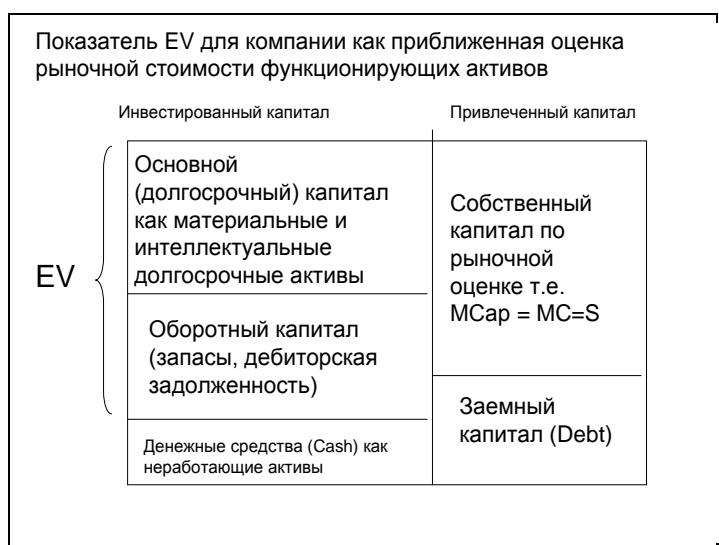 Показатель EV для компании как приближенная оценка
рыночной стоимости функционирующих активов
Инвестированный капитал
Привлеченный капитал
EV
Основной
(долгосрочный) капитал
как материальные и
интеллектуальные
долгосрочные активы
Оборотный капитал
(запасы, дебиторская
задолженность)
Денежные средства (Cash) как
неработающие активы
Собственный
капитал по
рыночной
оценке т.е.
MCap = MC=S
Заемный
капитал (Debt)